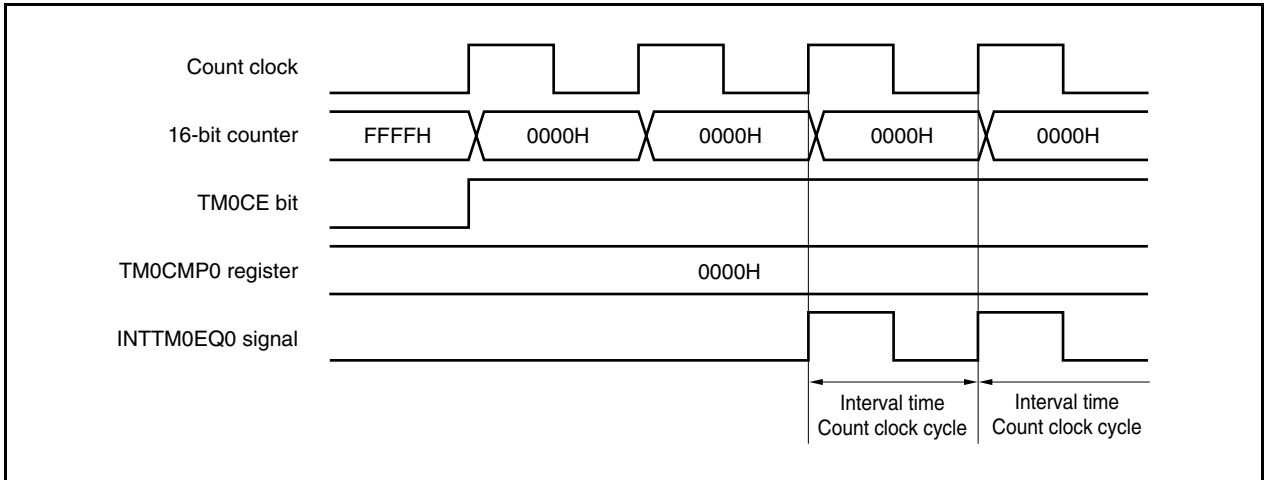 Count clock
16-bit counter
FFFFH
0000H
0000H
0000H
0000H
TM0CE bit
TM0CMP0 register
0000H
INTTM0EQ0 signal
Interval time
Count clock cycle
Interval time
Count clock cycle